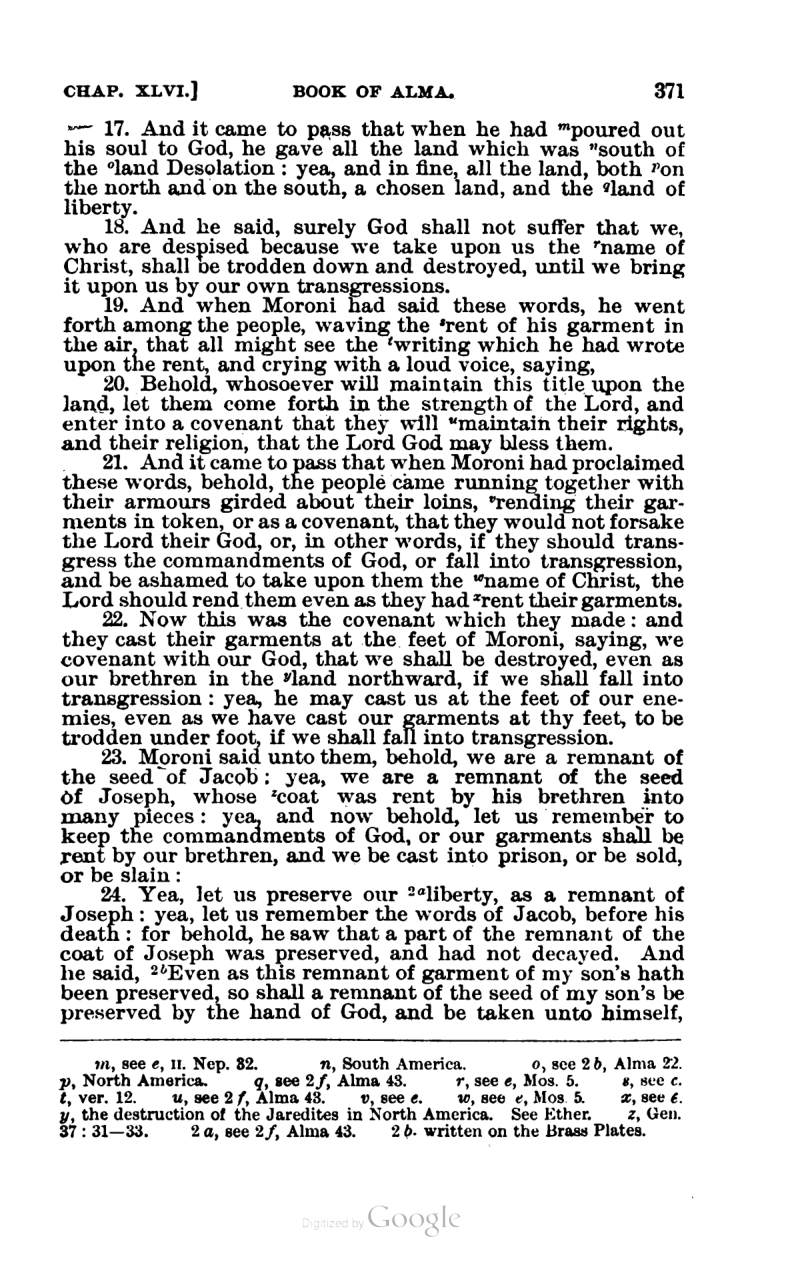 CHAP. XLVI.] BOOK OF ALMA. 371
17. And it came to pass that when he had ᵐpoured out
his soul to God, he gave all the land which was ⁿsouth of
the ᵒland Desolation: yea, and in fine, all the land, both ᵖon
the north and on the south, a chosen land, and the qland of
liberty.
18. And he said, surely God shall not suffer that we,
who are despised because we take upon us the ʳname of
Christ, shall be trodden down and destroyed, until we bring
it upon us by our own transgressions.
19. And when Moroni had said these words, he went
forth among the people, waving the ˢrent of his garment in
the air, that all might see the ᵗwriting which he had wrote
upon the rent, and crying with a loud voice, saying,
20. Behold, whosoever will maintain this title upon the
land, let them come forth in the strength of the Lord, and
enter into a covenant that they will ᵘmaintain their rights,
and their religion, that the Lord God may bless them.
21. And it came to pass that when Moroni had proclaimed
these words, behold, the people came running together with
their armours girded about their loins, ᵛrending their gar-
ments in token, or as a covenant, that they would not forsake
the Lord their God, or, in other words, if they should trans-
gress the commandments of God, or fall into transgression,
and be ashamed to take upon them the ʷname of Christ, the
Lord should rend them even as they had ˣrent their garments.
22. Now this was the covenant which they made: and
they cast their garments at the feet of Moroni, saying, we
covenant with our God, that we shall be destroyed, even as
our brethren in the ʸland northward, if we shall fall into
transgression: yea, he may cast us at the feet of our ene-
mies, even as we have cast our garments at thy feet, to be
trodden under foot, if we shall fall into transgression.
23. Moroni said unto them, behold, we are a remnant of
the seed of Jacob: yea, we are a remnant of the seed
of Joseph, whose ᶻcoat was rent by his brethren into
many pieces: yea, and now behold, let us remember to
keep the commandments of God, or our garments shall be
rent by our brethren, and we be cast into prison, or be sold,
or be slain:
24. Yea, let us preserve our ²ᵃliberty, as a remnant of
Joseph: yea, let us remember the words of Jacob, before his
death: for behold, he saw that a part of the remnant of the
coat of Joseph was preserved, and had not decayed. And
he said, ²ᵇEven as this remnant of garment of my son's hath
been preserved, so shall a remnant of the seed of my son's be
preserved by the hand of God, and be taken unto himself,
m, see e, II. Nep. 32. n, South America. o, see 2 b, Alma 22.
p, North America. q, see 2 f, Alma 43. r, see e, Mos. 5. s, see c.
t, ver. 12. u, see 2 f, Alma 43. v, see e. w, see e, Mos. 5. x, see e.
y, the destruction of the Jaredites in North America. See Ether. z, Gen.
37:31—33. 2 a, see 2 f, Alma 43. 2 b. written on the Brass Plates.
Digitized by Google